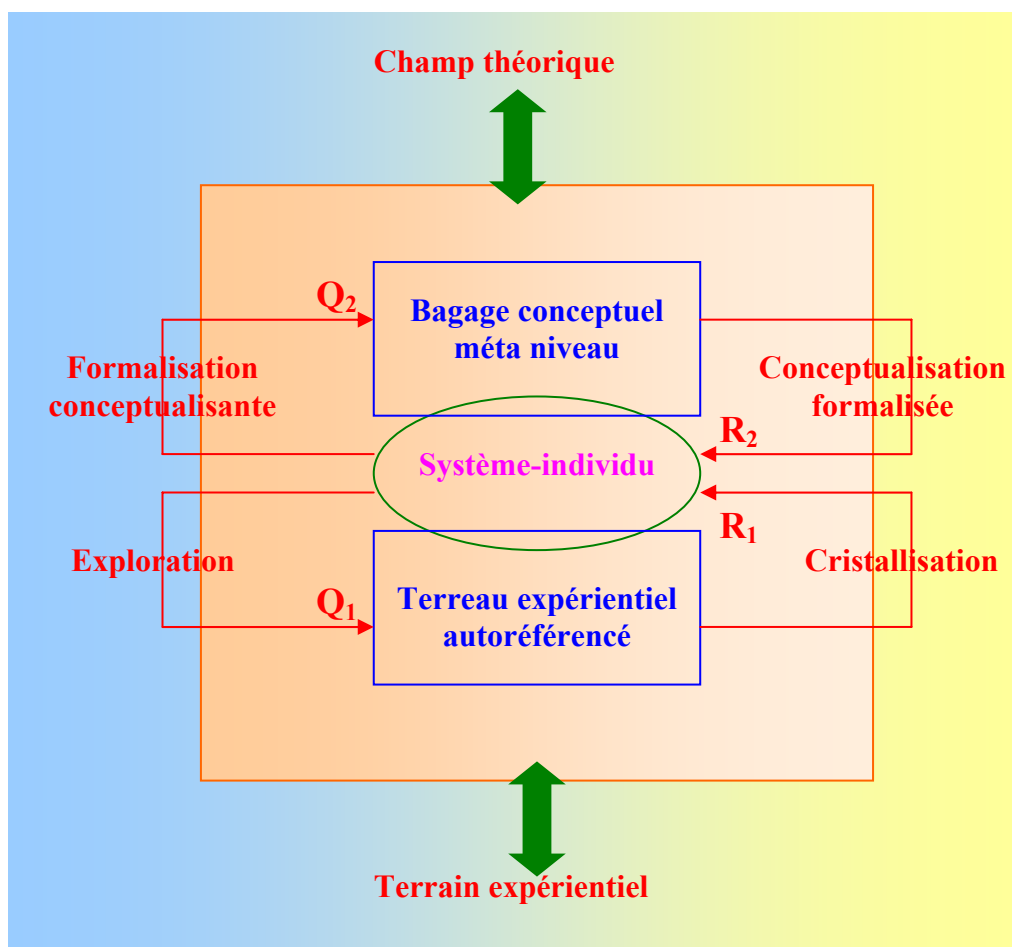 Champ théorique
Q2
Bagage conceptuel
méta niveau
Formalisation
conceptualisante
Conceptualisation
formalisée
R2
Système-individu
R1
Exploration
Cristallisation
Q1
Terreau expérientiel
autoréférencé
Terrain expérientiel